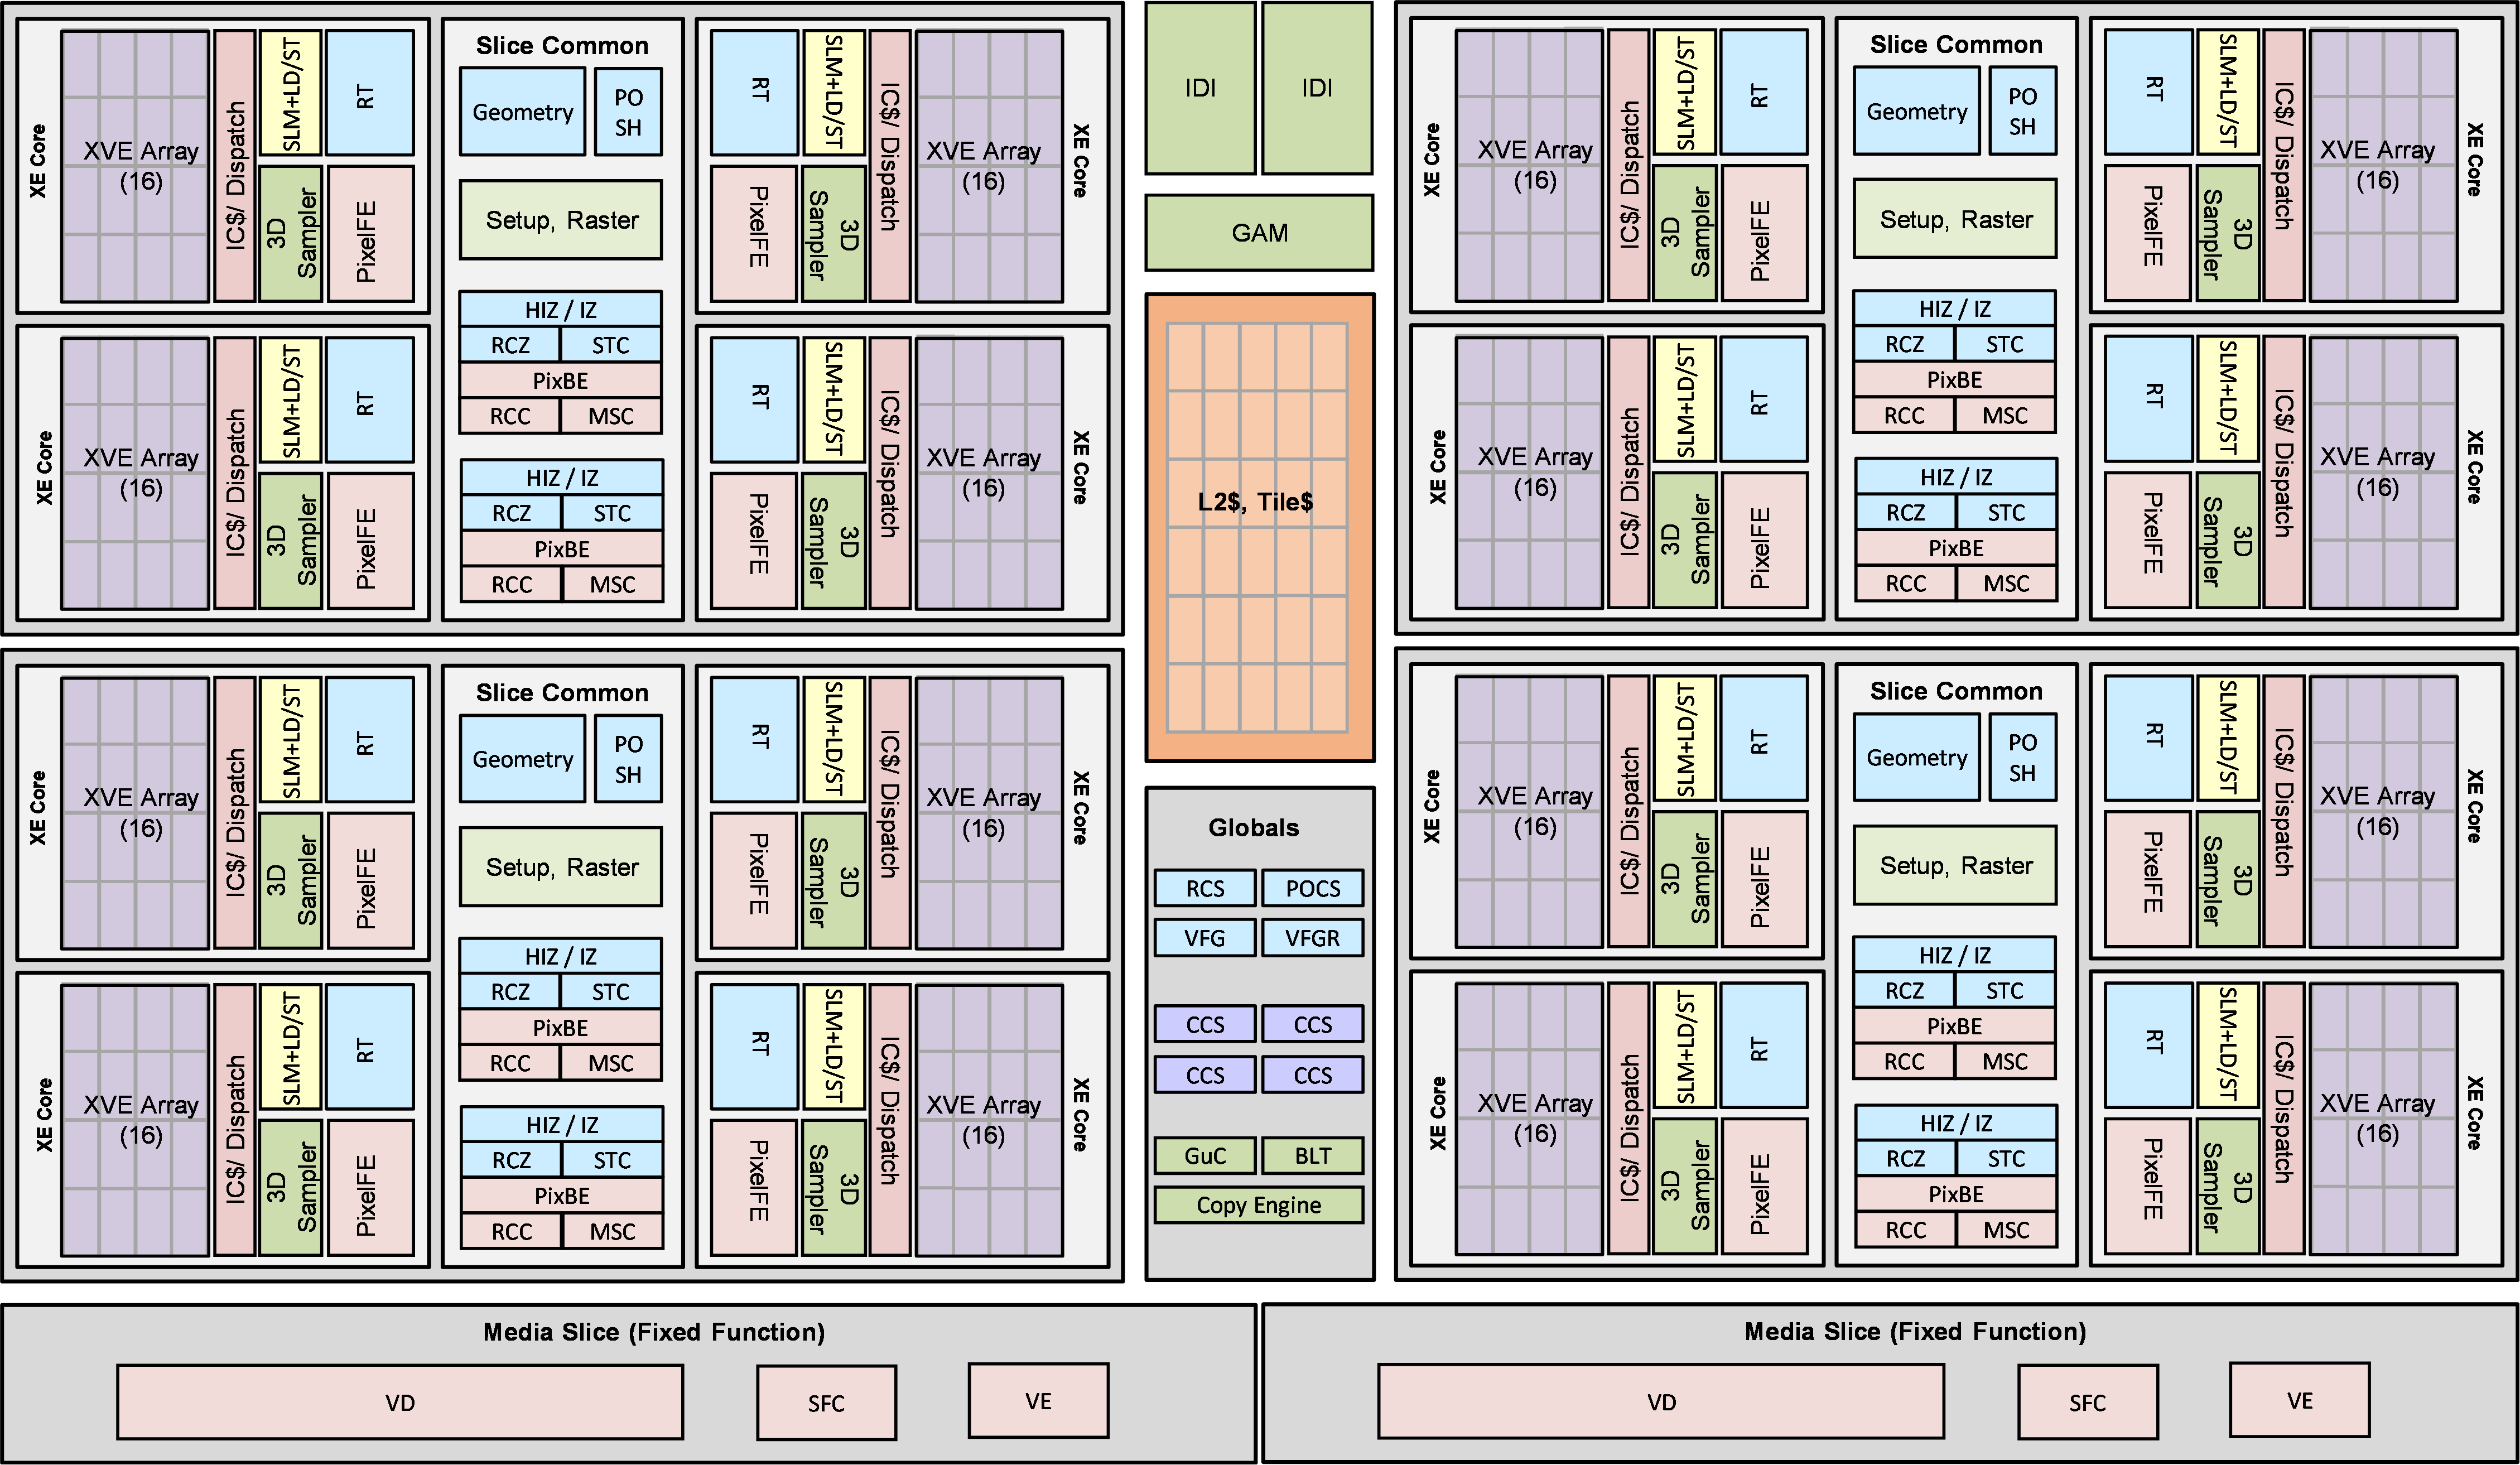 XE Core
XVE Array
(16)
IC$/ Dispatch
SLM+LD/ST
RT
3D
Sampler
PixelFE
XE Core
XVE Array
(16)
IC$/ Dispatch
SLM+LD/ST
RT
3D
Sampler
PixelFE
Slice Common
Geometry
PO
SH
Setup, Raster
HIZ / IZ
RCZ
STC
PixBE
RCC
MSC
HIZ / IZ
RCZ
STC
PixBE
RCC
MSC
RT
SLM+LD/ST
IC$/ Dispatch
XVE Array
(16)
XE Core
PixelFE
3D
Sampler
RT
SLM+LD/ST
IC$/ Dispatch
XVE Array
(16)
XE Core
PixelFE
3D
Sampler
IDI
IDI
GAM
L2$, Tile$
XE Core
XVE Array
(16)
IC$/ Dispatch
SLM+LD/ST
RT
3D
Sampler
PixelFE
XE Core
XVE Array
(16)
IC$/ Dispatch
SLM+LD/ST
RT
3D
Sampler
PixelFE
Slice Common
Geometry
PO
SH
Setup, Raster
HIZ / IZ
RCZ
STC
PixBE
RCC
MSC
HIZ / IZ
RCZ
STC
PixBE
RCC
MSC
RT
SLM+LD/ST
IC$/ Dispatch
XVE Array
(16)
XE Core
PixelFE
3D
Sampler
RT
SLM+LD/ST
IC$/ Dispatch
XVE Array
(16)
XE Core
PixelFE
3D
Sampler
XE Core
XVE Array
(16)
IC$/ Dispatch
SLM+LD/ST
RT
3D
Sampler
PixelFE
XE Core
XVE Array
(16)
IC$/ Dispatch
SLM+LD/ST
RT
3D
Sampler
PixelFE
Slice Common
Geometry
PO
SH
Setup, Raster
HIZ / IZ
RCZ
STC
PixBE
RCC
MSC
HIZ / IZ
RCZ
STC
PixBE
RCC
MSC
RT
SLM+LD/ST
IC$/ Dispatch
XVE Array
(16)
XE Core
PixelFE
3D
Sampler
RT
SLM+LD/ST
IC$/ Dispatch
XVE Array
(16)
XE Core
PixelFE
3D
Sampler
Globals
RCS
POCS
VFG
VFGR
CCS
CCS
CCS
CCS
GuC
BLT
Copy Engine
XE Core
XVE Array
(16)
IC$/ Dispatch
SLM+LD/ST
RT
3D
Sampler
PixelFE
XE Core
XVE Array
(16)
IC$/ Dispatch
SLM+LD/ST
RT
3D
Sampler
PixelFE
Slice Common
Geometry
PO
SH
Setup, Raster
HIZ / IZ
RCZ
STC
PixBE
RCC
MSC
HIZ / IZ
RCZ
STC
PixBE
RCC
MSC
RT
SLM+LD/ST
IC$/ Dispatch
XVE Array
(16)
XE Core
PixelFE
3D
Sampler
RT
SLM+LD/ST
IC$/ Dispatch
XVE Array
(16)
XE Core
PixelFE
3D
Sampler
Media Slice (Fixed Function)
VD
SFC
VE
Media Slice (Fixed Function)
VD
SFC
VE